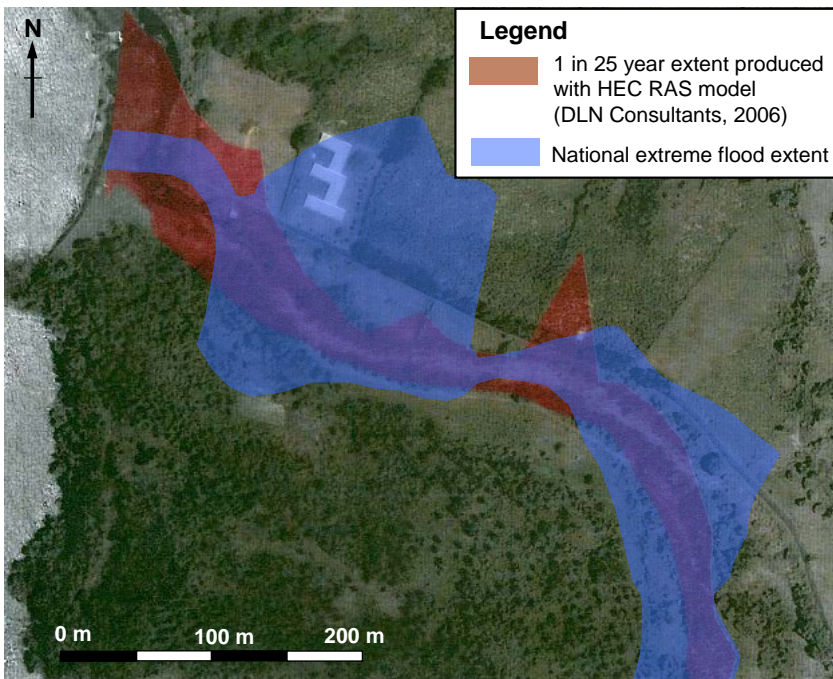 N
Legend
1 in 25 year extent produced
with HEC RAS model
(DLN Consultants, 2006)
National extreme flood extent
0 m 100 m 200 m